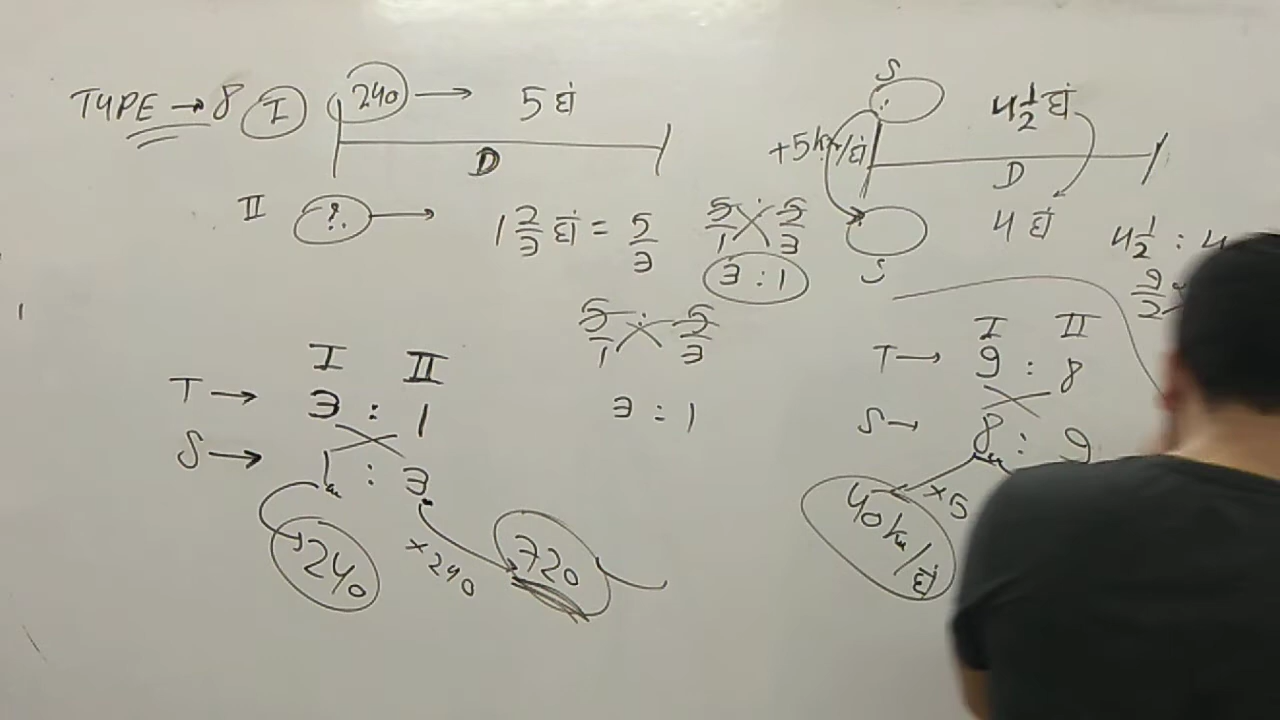 TYPE → 8 I 240 → 5 घं
D
II ? → 1 2/3 घं = 5/3
5/1 : 5/3
3 : 1
5/1 : 5/3
3 : 1
I II
T → 3 : 1
S → 1 : 3
240 ×240 720
S 4 1/2 घं
+5km/घं
D
4 घं
S
4 1/2 : 4
9/2
I II
T → 9 : 8
S → 8 : 9
×5
40 km/घं